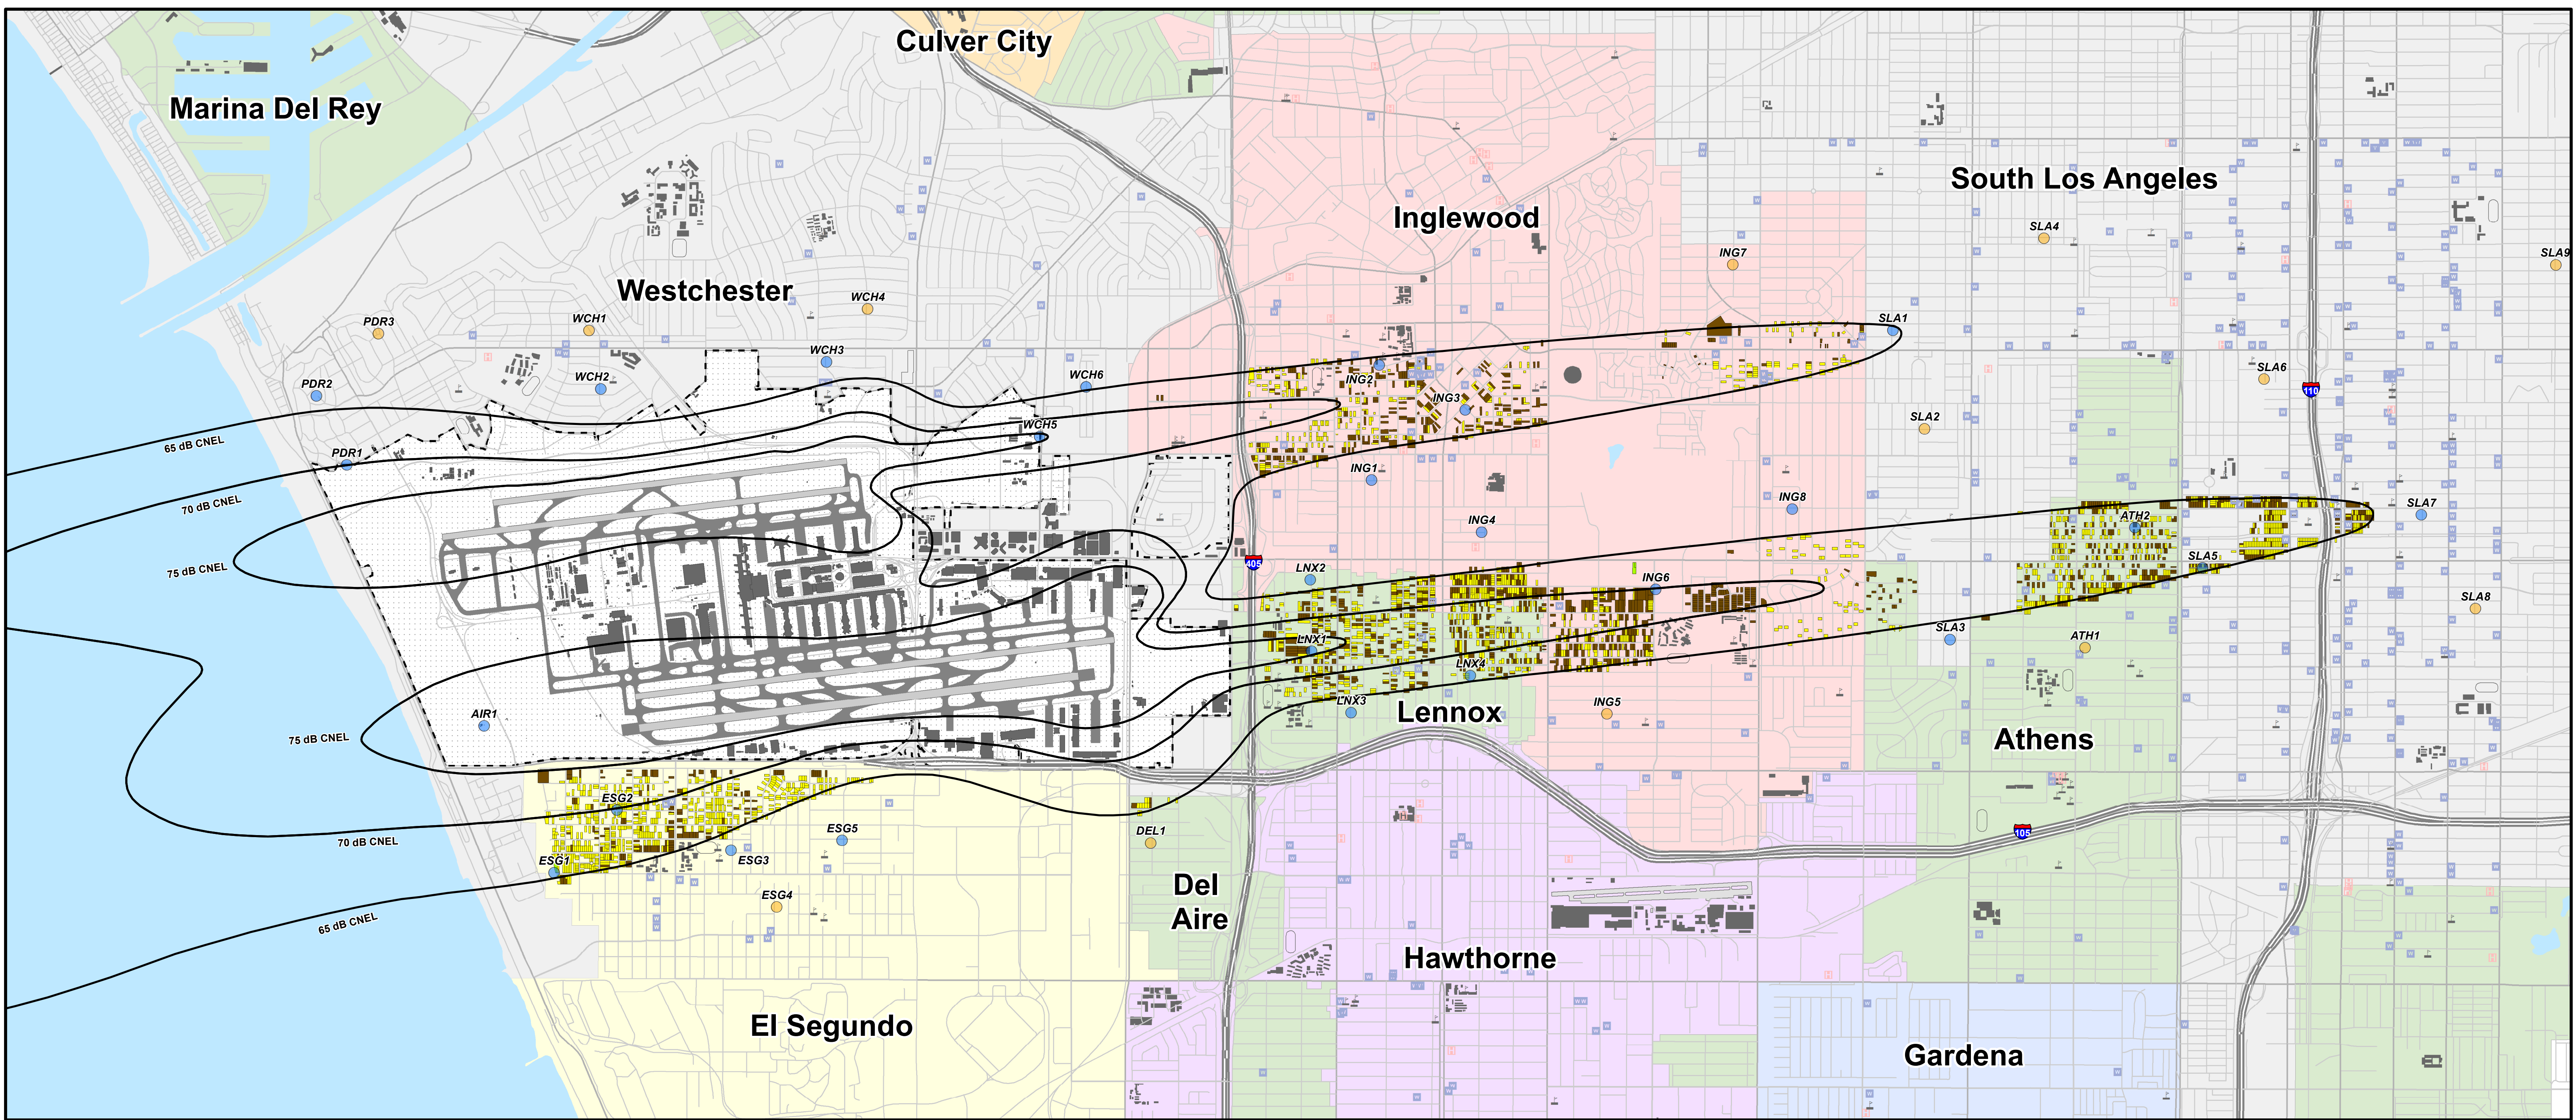 Culver City
Marina Del Rey
South Los Angeles
Inglewood
SLA4
ING7
SLA9
Westchester
WCH4
PDR3
WCH1
SLA1
WCH3
SLA6
WCH2
WCH6
ING2
PDR2
110
ING3
SLA2
WCH5
65 dB CNEL
PDR1
ING1
ING8
70 dB CNEL
SLA7
ING4
ATH2
SLA5
405
LNX2
75 dB CNEL
ING6
SLA8
SLA3
ATH1
LNX1
LNX4
LNX3
ING5
Lennox
AIR1
75 dB CNEL
Athens
ESG2
ESG5
DEL1
105
70 dB CNEL
ESG1
ESG3
Del
Aire
ESG4
65 dB CNEL
Hawthorne
El Segundo
Gardena